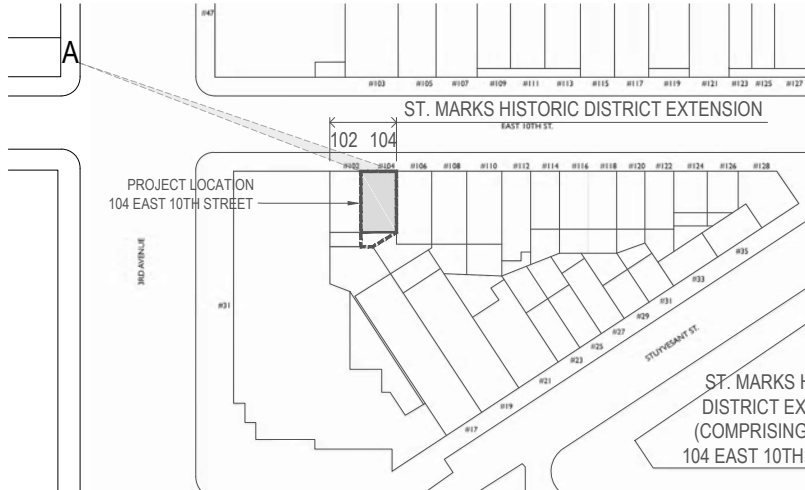 #47
A
#103 #105 #107 #109 #111 #113 #115 #117 #119 #121 #123 #125 #127
ST. MARKS HISTORIC DISTRICT EXTENSION
EAST 10TH ST.
102 104
#102 #104 #106 #108 #110 #112 #114 #116 #118 #120 #122 #124 #126 #128
PROJECT LOCATION
104 EAST 10TH STREET
3RD AVENUE
#31
#35
#33
#31
#29
#27
#25
#23
#21
#19
#17
STUYVESANT ST.
ST. MARKS H
DISTRICT EX
(COMPRISING
104 EAST 10TH